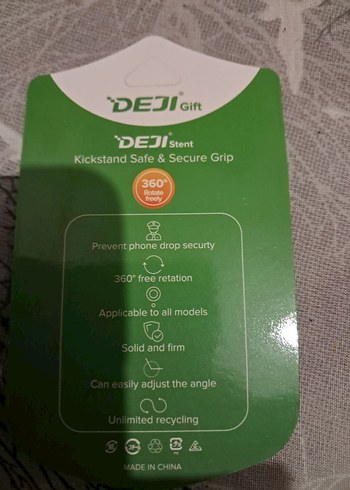 DEJI® Gift
DEJI® Stent
Kickstand Safe & Secure Grip
360°
Rotate
freely
Prevent phone drop securty
360° free retation
Applicable to all models
Solid and firm
Can easily adjust the angle
Unlimited recycling
MADE IN CHINA